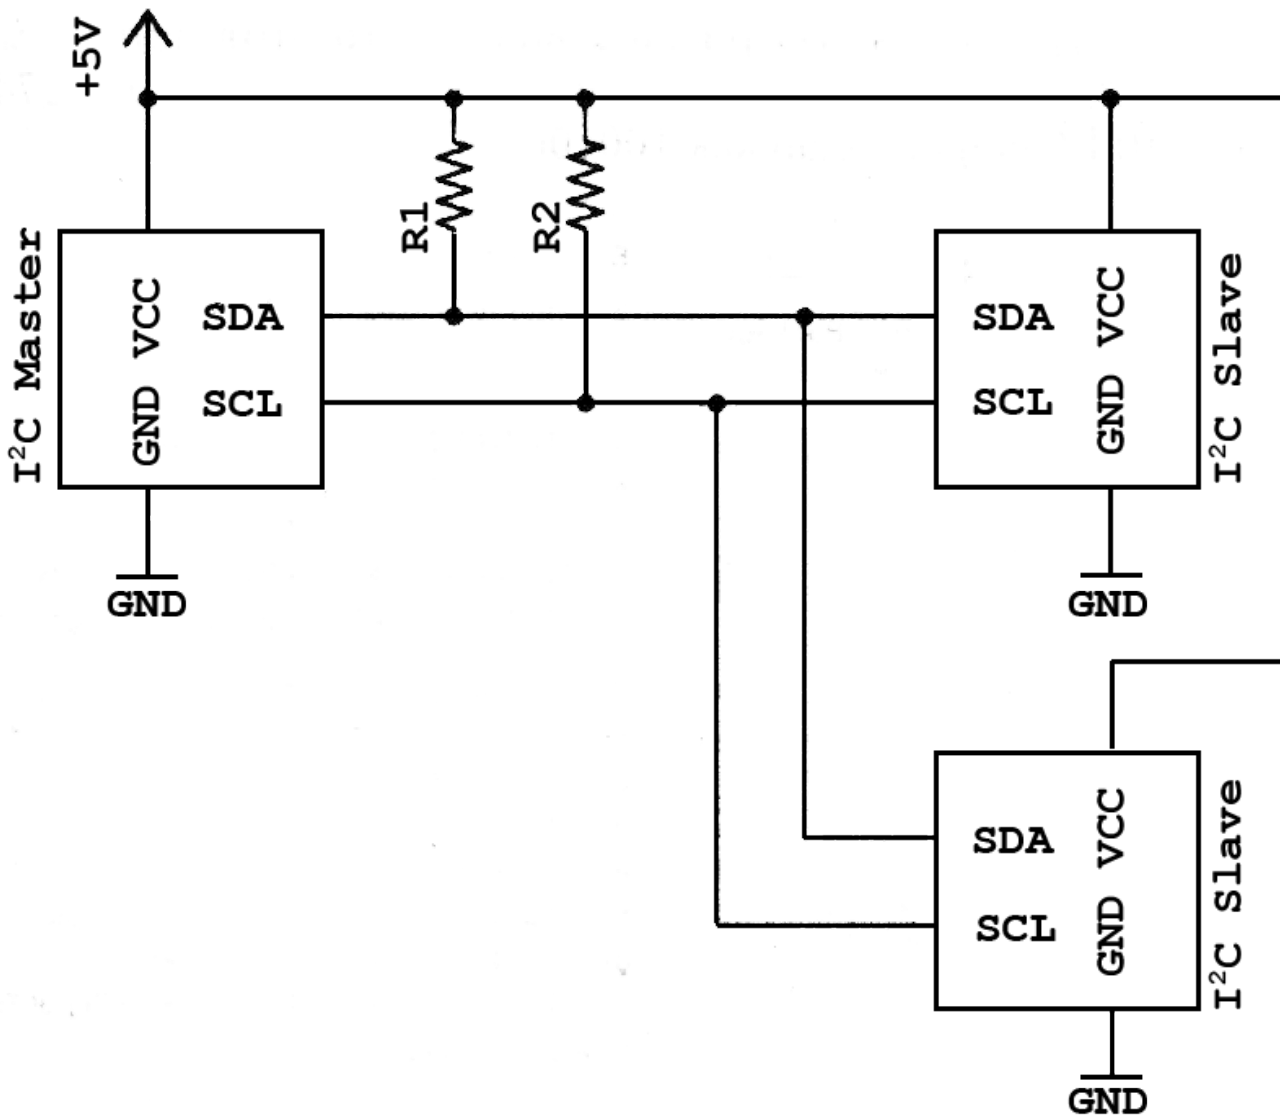 +5V
R1
R2
I²C Master
VCC
GND
SDA
SCL
GND
SDA
SCL
VCC
GND
I²C Slave
GND
SDA
SCL
VCC
GND
I²C Slave
GND